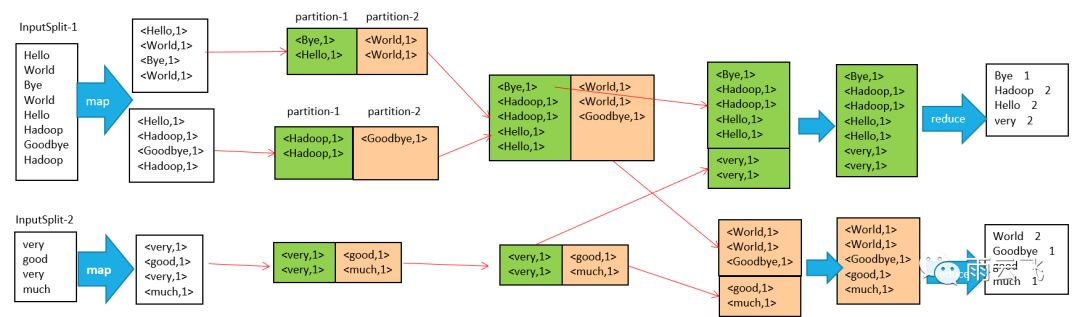 InputSplit-1
Hello
World
Bye
World
Hello
Hadoop
Goodbye
Hadoop
map
<Hello,1>
<World,1>
<Bye,1>
<World,1>
<Hello,1>
<Hadoop,1>
<Goodbye,1>
<Hadoop,1>
partition-1 partition-2
<Bye,1> <World,1>
<Hello,1> <World,1>
partition-1 partition-2
<Hadoop,1> <Goodbye,1>
<Hadoop,1>
<Bye,1> <World,1>
<Hadoop,1> <World,1>
<Hadoop,1> <Goodbye,1>
<Hello,1>
<Hello,1>
<Bye,1>
<Hadoop,1>
<Hadoop,1>
<Hello,1>
<Hello,1>
<very,1>
<very,1>
<Bye,1>
<Hadoop,1>
<Hadoop,1>
<Hello,1>
<Hello,1>
<very,1>
<very,1>
reduce
Bye 1
Hadoop 2
Hello 2
very 2
InputSplit-2
very
good
very
much
map
<very,1>
<good,1>
<very,1>
<much,1>
<very,1> <good,1>
<very,1> <much,1>
<very,1> <good,1>
<very,1> <much,1>
<World,1>
<World,1>
<Goodbye,1>
<good,1>
<much,1>
<World,1>
<World,1>
<Goodbye,1>
<good,1>
<much,1>
World 2
Goodbye 1
good
much 1